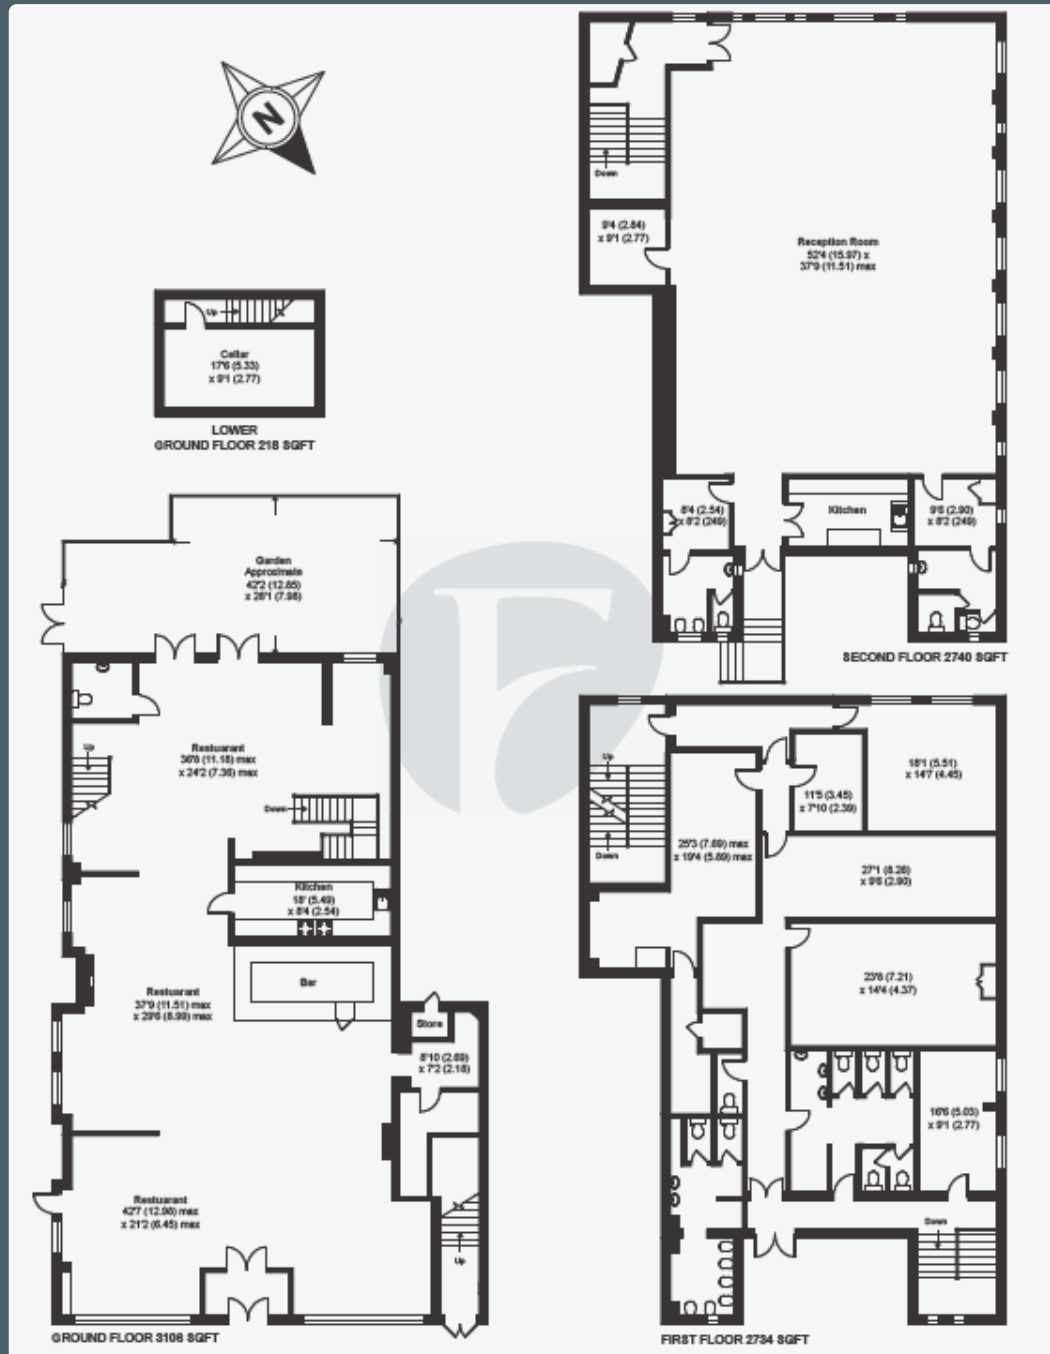 N
Up
Cellar
17'6 (5.33)
x 9'1 (2.77)
LOWER
GROUND FLOOR 218 SQFT
Garden
Approximate
42'2 (12.85)
x 26'1 (7.95)
Up
Restuarant
36'8 (11.18) max
x 24'2 (7.36) max
Down
Kitchen
18' (5.49)
x 8'4 (2.54)
Bar
Restuarant
37'9 (11.51) max
x 29'6 (8.99) max
Store
8'10 (2.69)
x 7'2 (2.18)
Restuarant
42'7 (12.98) max
x 21'2 (6.45) max
Up
GROUND FLOOR 3106 SQFT
Down
9'4 (2.84)
x 9'1 (2.77)
Reception Room
52'4 (15.97) x
37'9 (11.51) max
8'4 (2.54)
x 8'2 (249)
Kitchen
9'6 (2.90)
x 8'2 (249)
SECOND FLOOR 2740 SQFT
Up
Down
25'3 (7.69) max
x 19'4 (5.89) max
11'5 (3.45)
x 7'10 (2.39)
18'1 (5.51)
x 14'7 (4.45)
27'1 (8.26)
x 9'6 (2.90)
23'8 (7.21)
x 14'4 (4.37)
16'6 (5.03)
x 9'1 (2.77)
Down
FIRST FLOOR 2734 SQFT